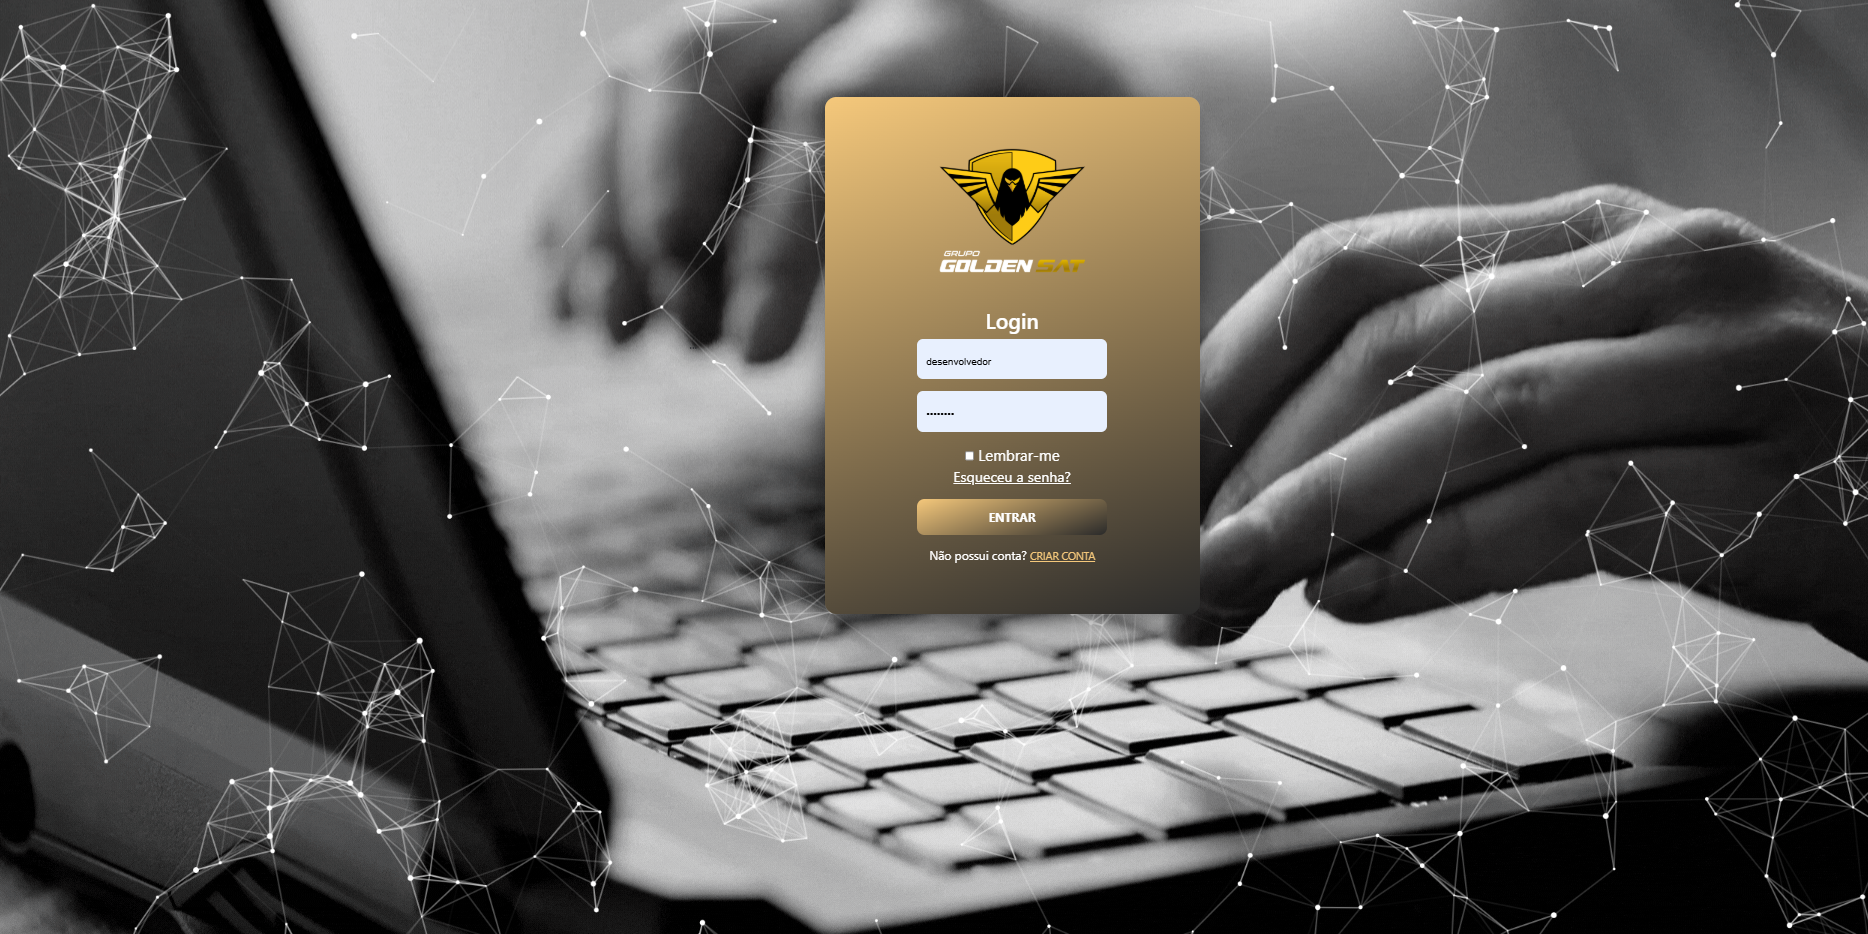 GRUPO
GOLDEN SAT
Login
desenvolvedor
••••••••
Lembrar-me
Esqueceu a senha?
ENTRAR
Não possui conta? CRIAR CONTA